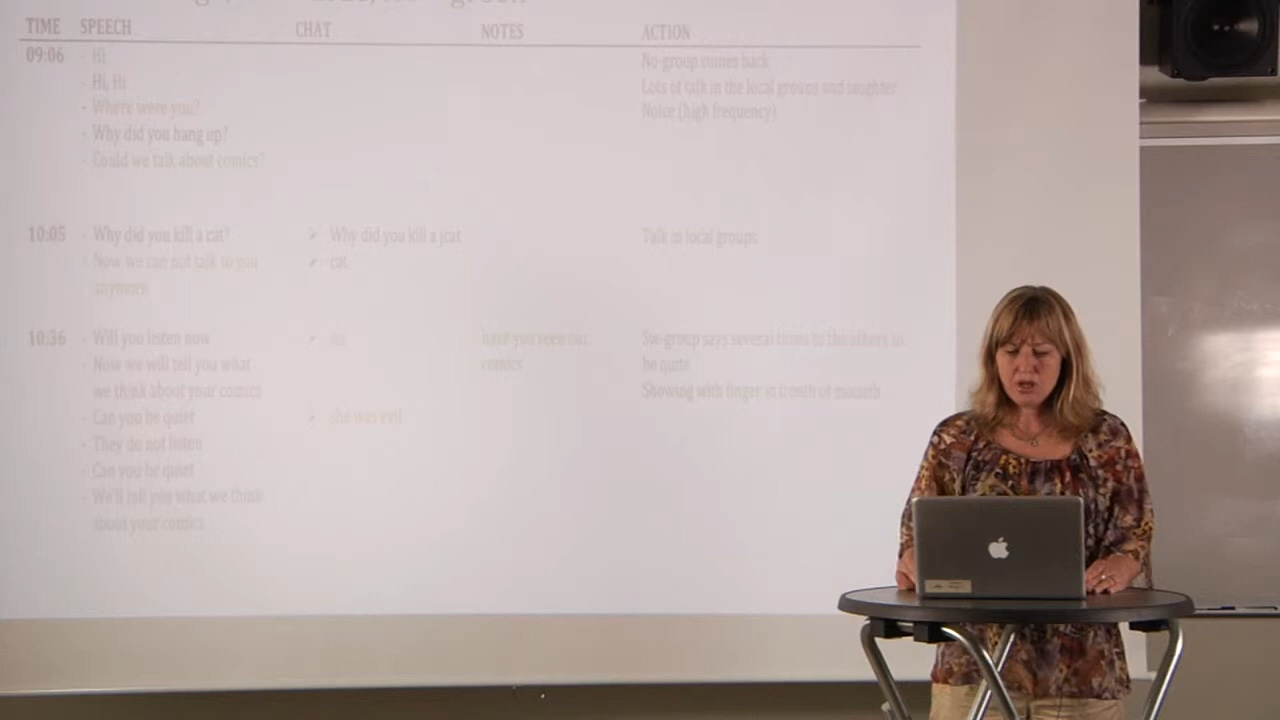 TIME SPEECH CHAT NOTES ACTION
09:06 - Hi No-group comes back
- Hi, Hi Lots of talk in the local groups and laughter
- Where were you? Noice (high frequency)
- Why did you hang up?
- Could we talk about comics?
10:05 - Why did you kill a cat? Why did you kill a jcat Talk in local groups
- Now we can not talk to you cat
anymore
10:36 - Will you listen now have you seen our Sw-group says several times to the others to
- Now we will tell you what comics be quite
we think about your comics Showing with finger in front of mouth
- Can you be quiet she was evil
- They do not listen
- Can you be quiet
- We'll tell you what we think
about your comics